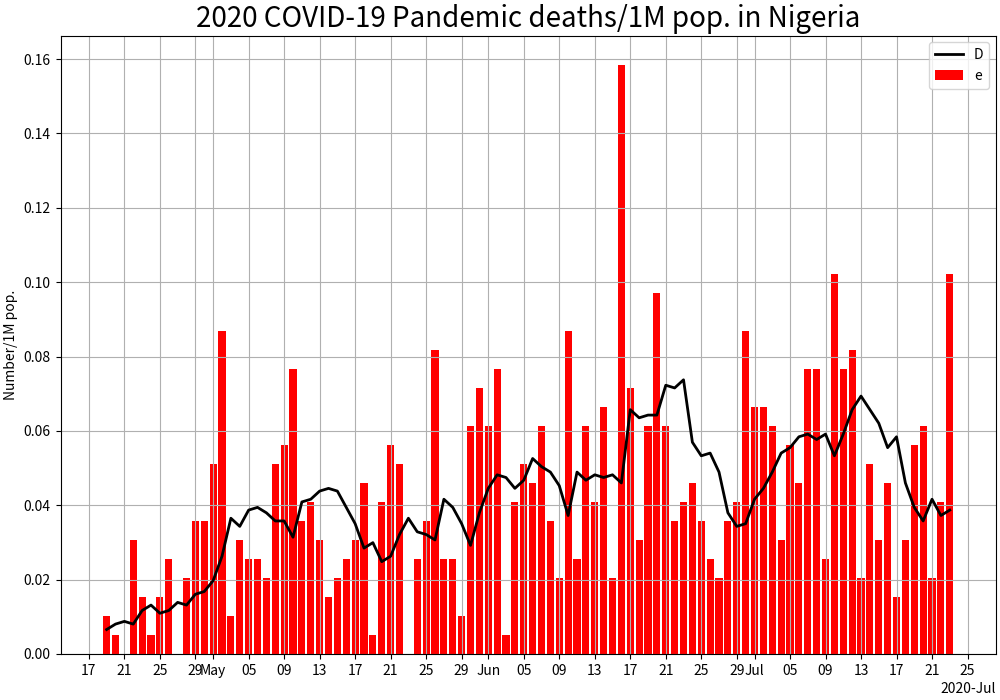 2020 COVID-19 Pandemic deaths/1M pop. in Nigeria
D
e
Number/1M pop.
0.16
0.14
0.12
0.10
0.08
0.06
0.04
0.02
0.00
17 21 25 29 May 05 09 13 17 21 25 29 Jun 05 09 13 17 21 25 29 Jul 05 09 13 17 21 25
2020-Jul